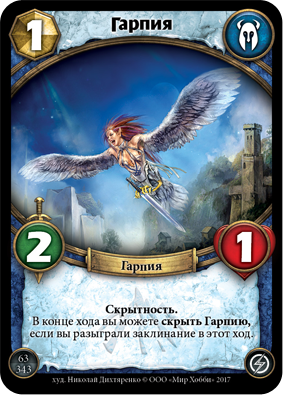 1
Гарпия
2
Гарпия
1
Скрытность.
В конце хода вы можете скрыть Гарпию,
если вы разыграли заклинание в этот ход.
63
343
худ. Николай Дихтяренко © ООО «Мир Хобби» 2017